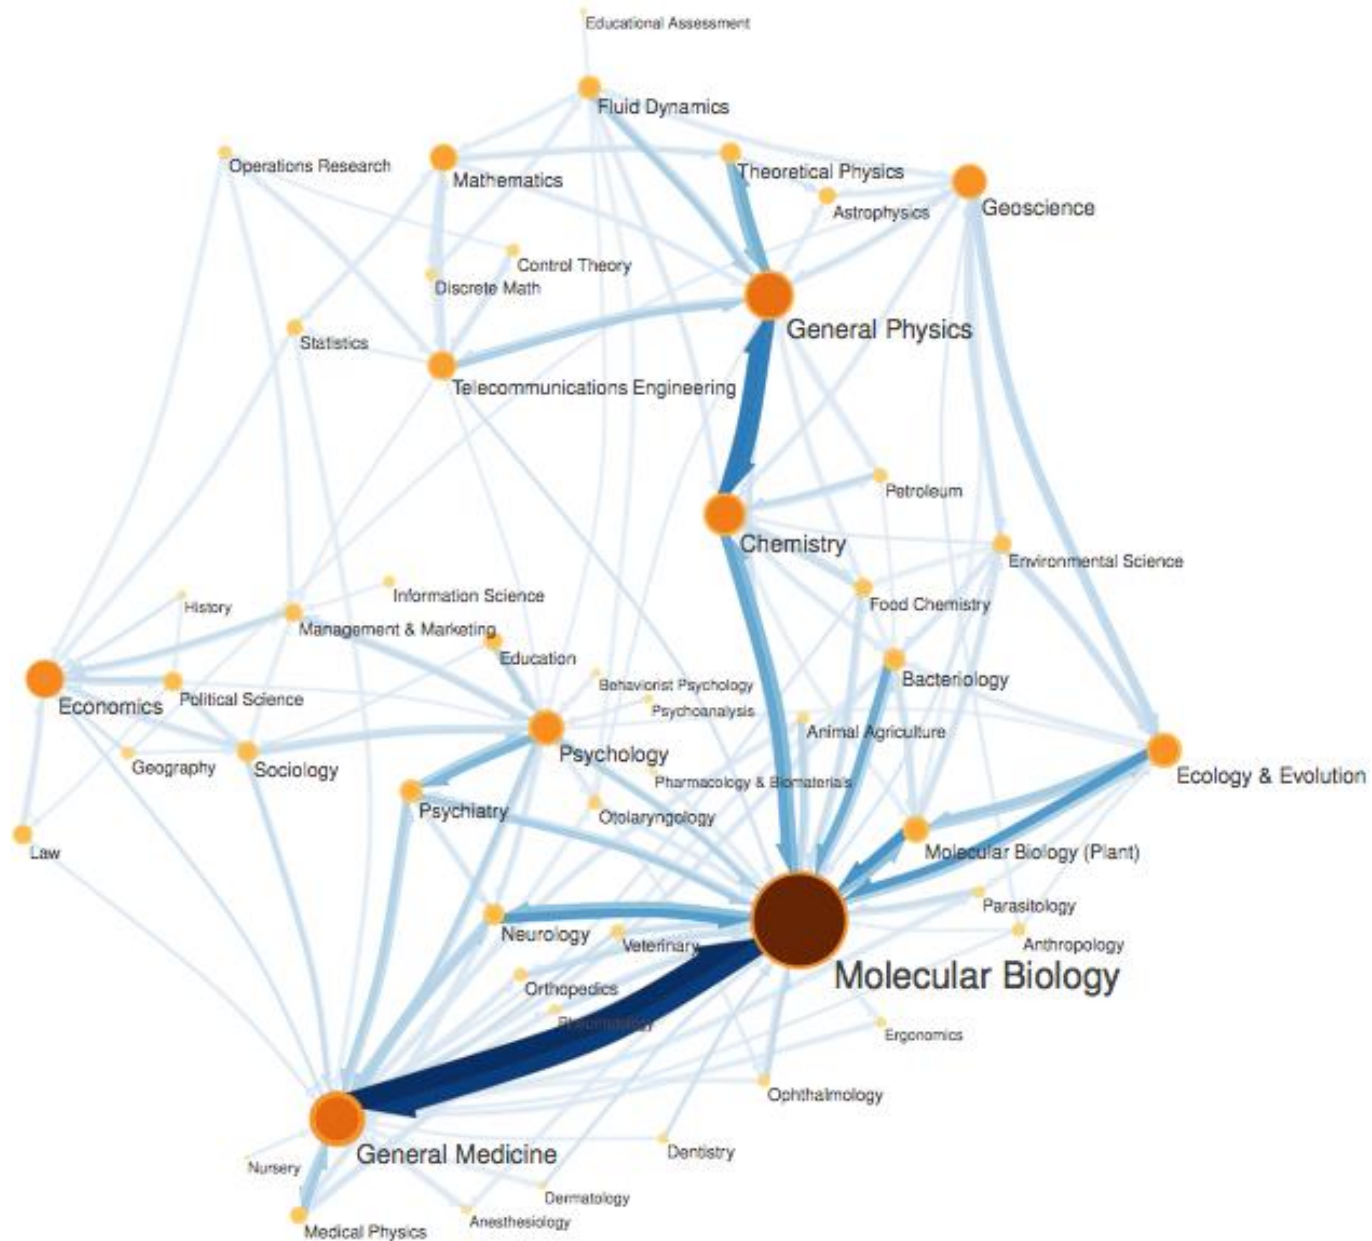 Educational Assessment
Fluid Dynamics
Operations Research
Mathematics
Theoretical Physics
Astrophysics
Geoscience
Control Theory
Discrete Math
General Physics
Statistics
Telecommunications Engineering
Petroleum
Chemistry
Environmental Science
Information Science
Food Chemistry
History
Management & Marketing
Education
Bacteriology
Behaviorist Psychology
Economics
Political Science
Psychoanalysis
Animal Agriculture
Psychology
Geography
Sociology
Ecology & Evolution
Pharmacology & Biomaterials
Psychiatry
Otolaryngology
Law
Molecular Biology (Plant)
Parasitology
Neurology
Veterinary
Anthropology
Molecular Biology
Orthopedics
Rheumatology
Ergonomics
Ophthalmology
General Medicine
Dentistry
Nursery
Dermatology
Anesthesiology
Medical Physics